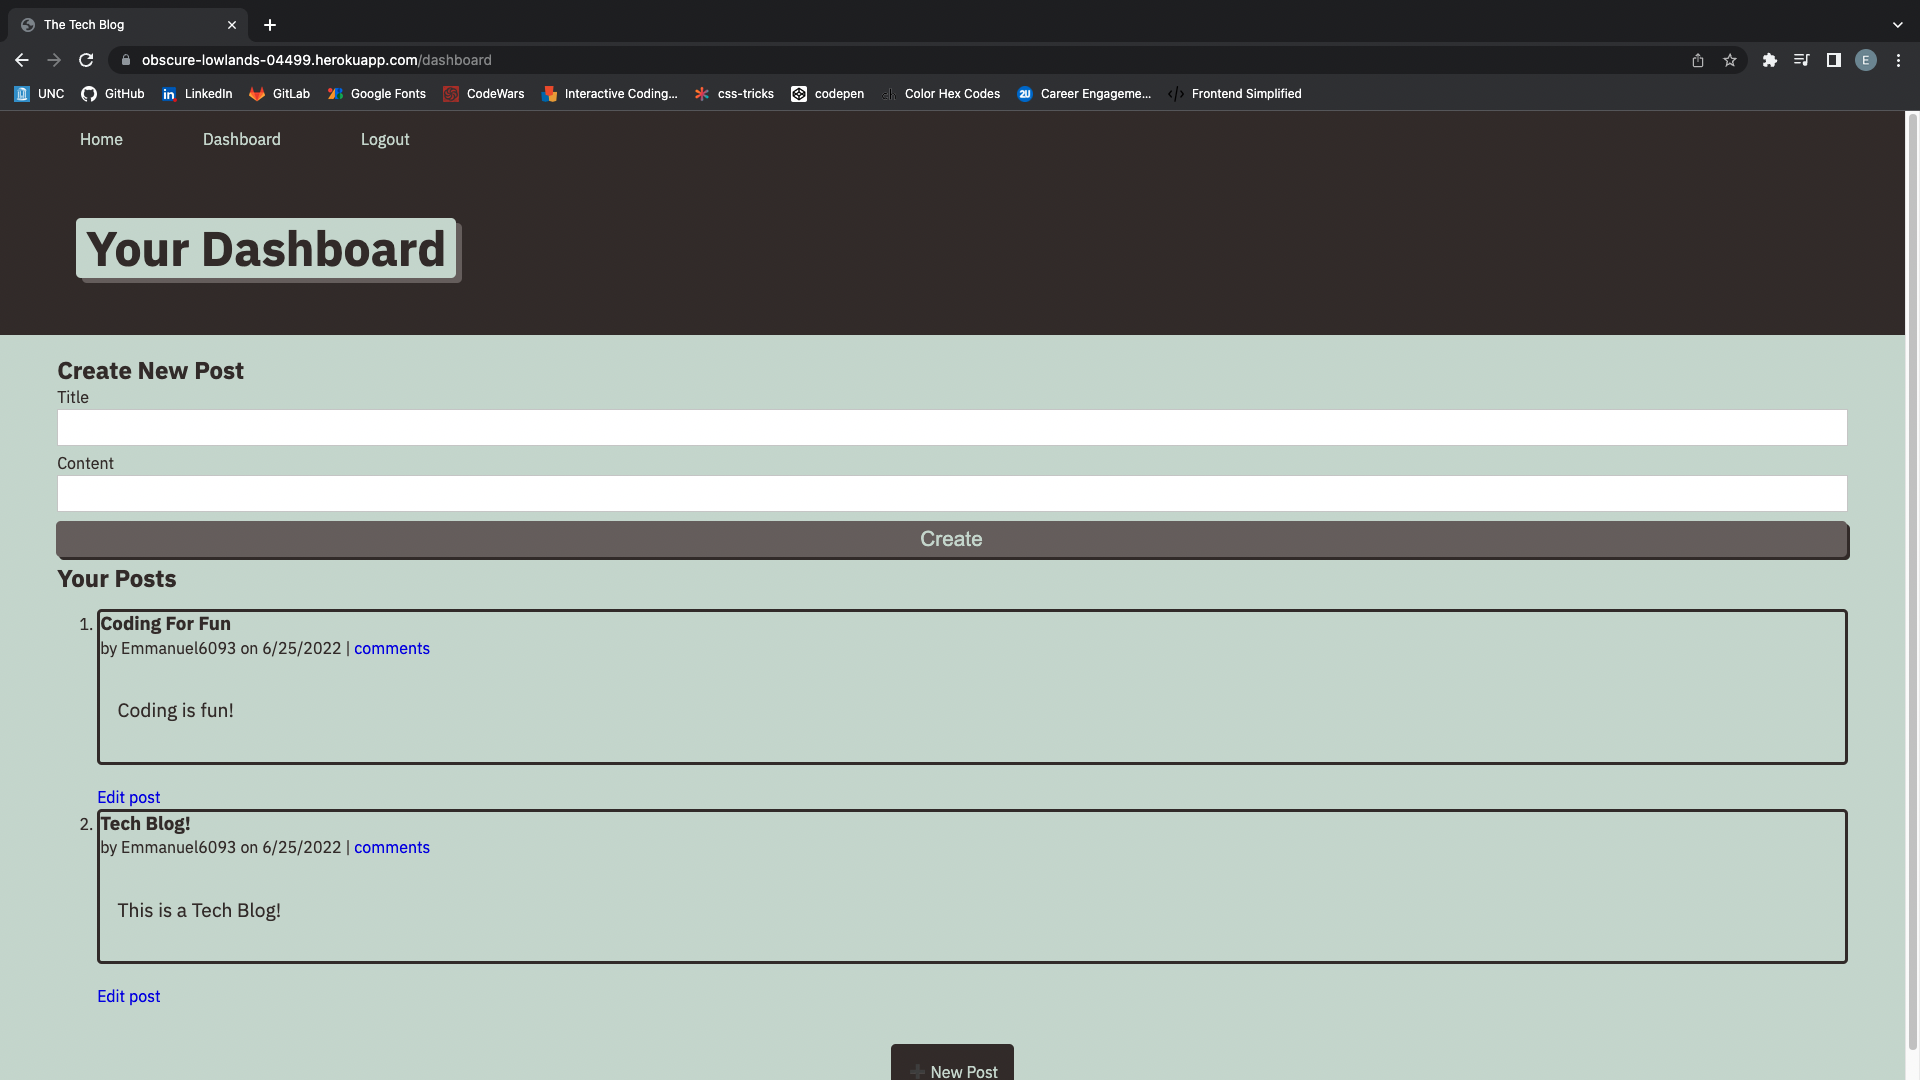 The Tech Blog
obscure-lowlands-04499.herokuapp.com/dashboard
E
UNC GitHub LinkedIn GitLab Google Fonts CodeWars Interactive Coding... css-tricks codepen Color Hex Codes Career Engageme... Frontend Simplified
Home Dashboard Logout
Your Dashboard
Create New Post
Title
Content
Create
Your Posts
1. Coding For Fun
by Emmanuel6093 on 6/25/2022 | comments
Coding is fun!
Edit post
2. Tech Blog!
by Emmanuel6093 on 6/25/2022 | comments
This is a Tech Blog!
Edit post
New Post